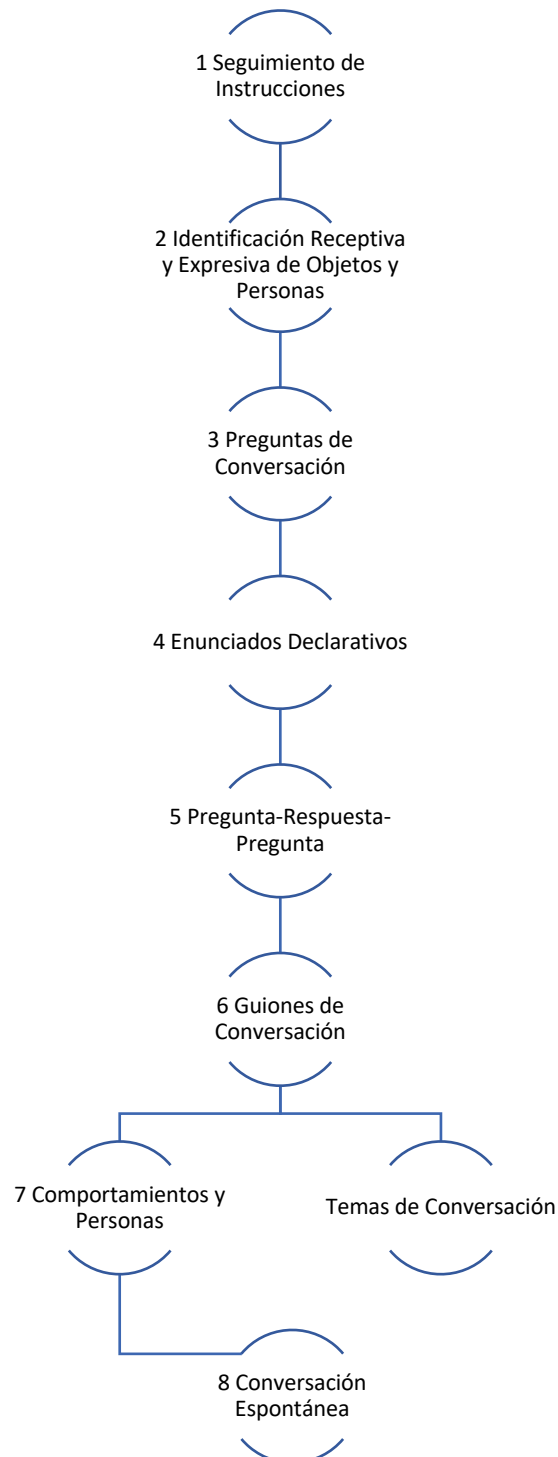 1 Seguimiento de
Instrucciones
2 Identificación Receptiva
y Expresiva de Objetos y
Personas
3 Preguntas de
Conversación
4 Enunciados Declarativos
5 Pregunta-Respuesta-
Pregunta
6 Guiones de
Conversación
7 Comportamientos y
Personas
Temas de Conversación
8 Conversación
Espontánea